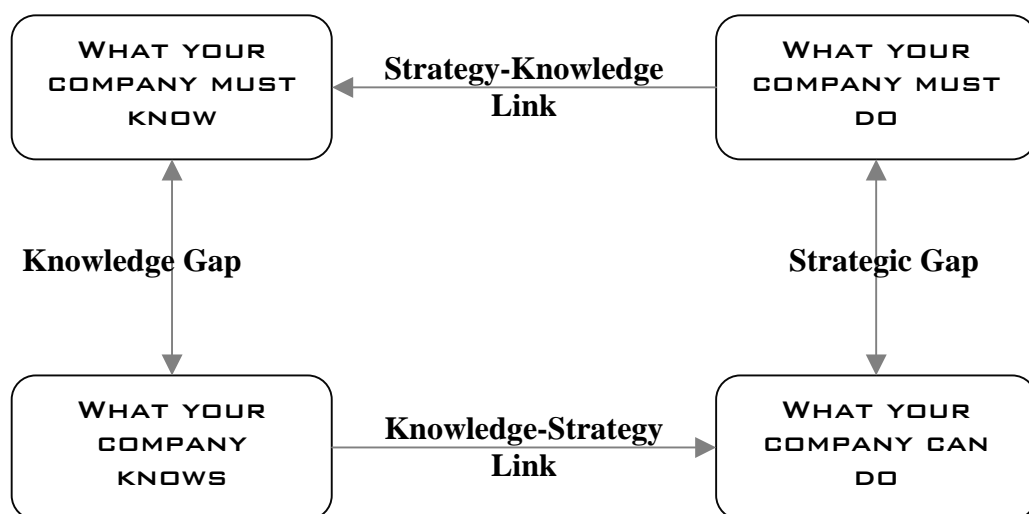 WHAT YOUR
COMPANY MUST
KNOW
Strategy-Knowledge
Link
WHAT YOUR
COMPANY MUST
DO
Knowledge Gap
Strategic Gap
WHAT YOUR
COMPANY
KNOWS
Knowledge-Strategy
Link
WHAT YOUR
COMPANY CAN
DO